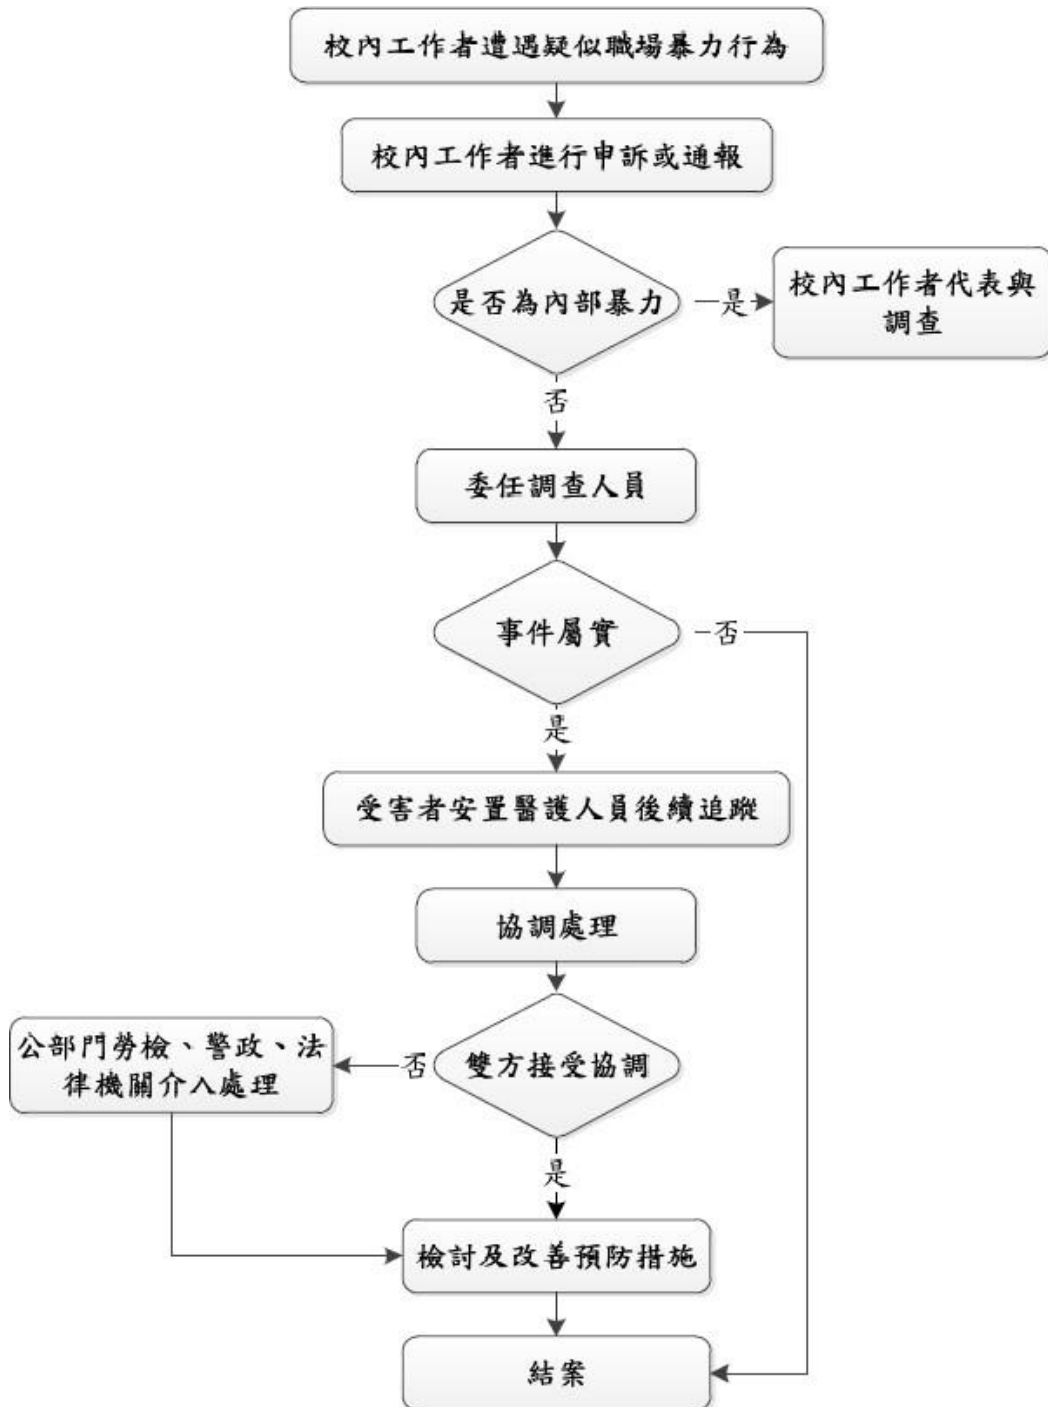 校內工作者遭遇疑似職場暴力行為
校內工作者進行申訴或通報
是否為內部暴力
是
校內工作者代表與
調查
否
委任調查人員
事件屬實
否
是
受害者安置醫護人員後續追蹤
協調處理
雙方接受協調
否
公部門勞檢、警政、法
律機關介入處理
是
檢討及改善預防措施
結案